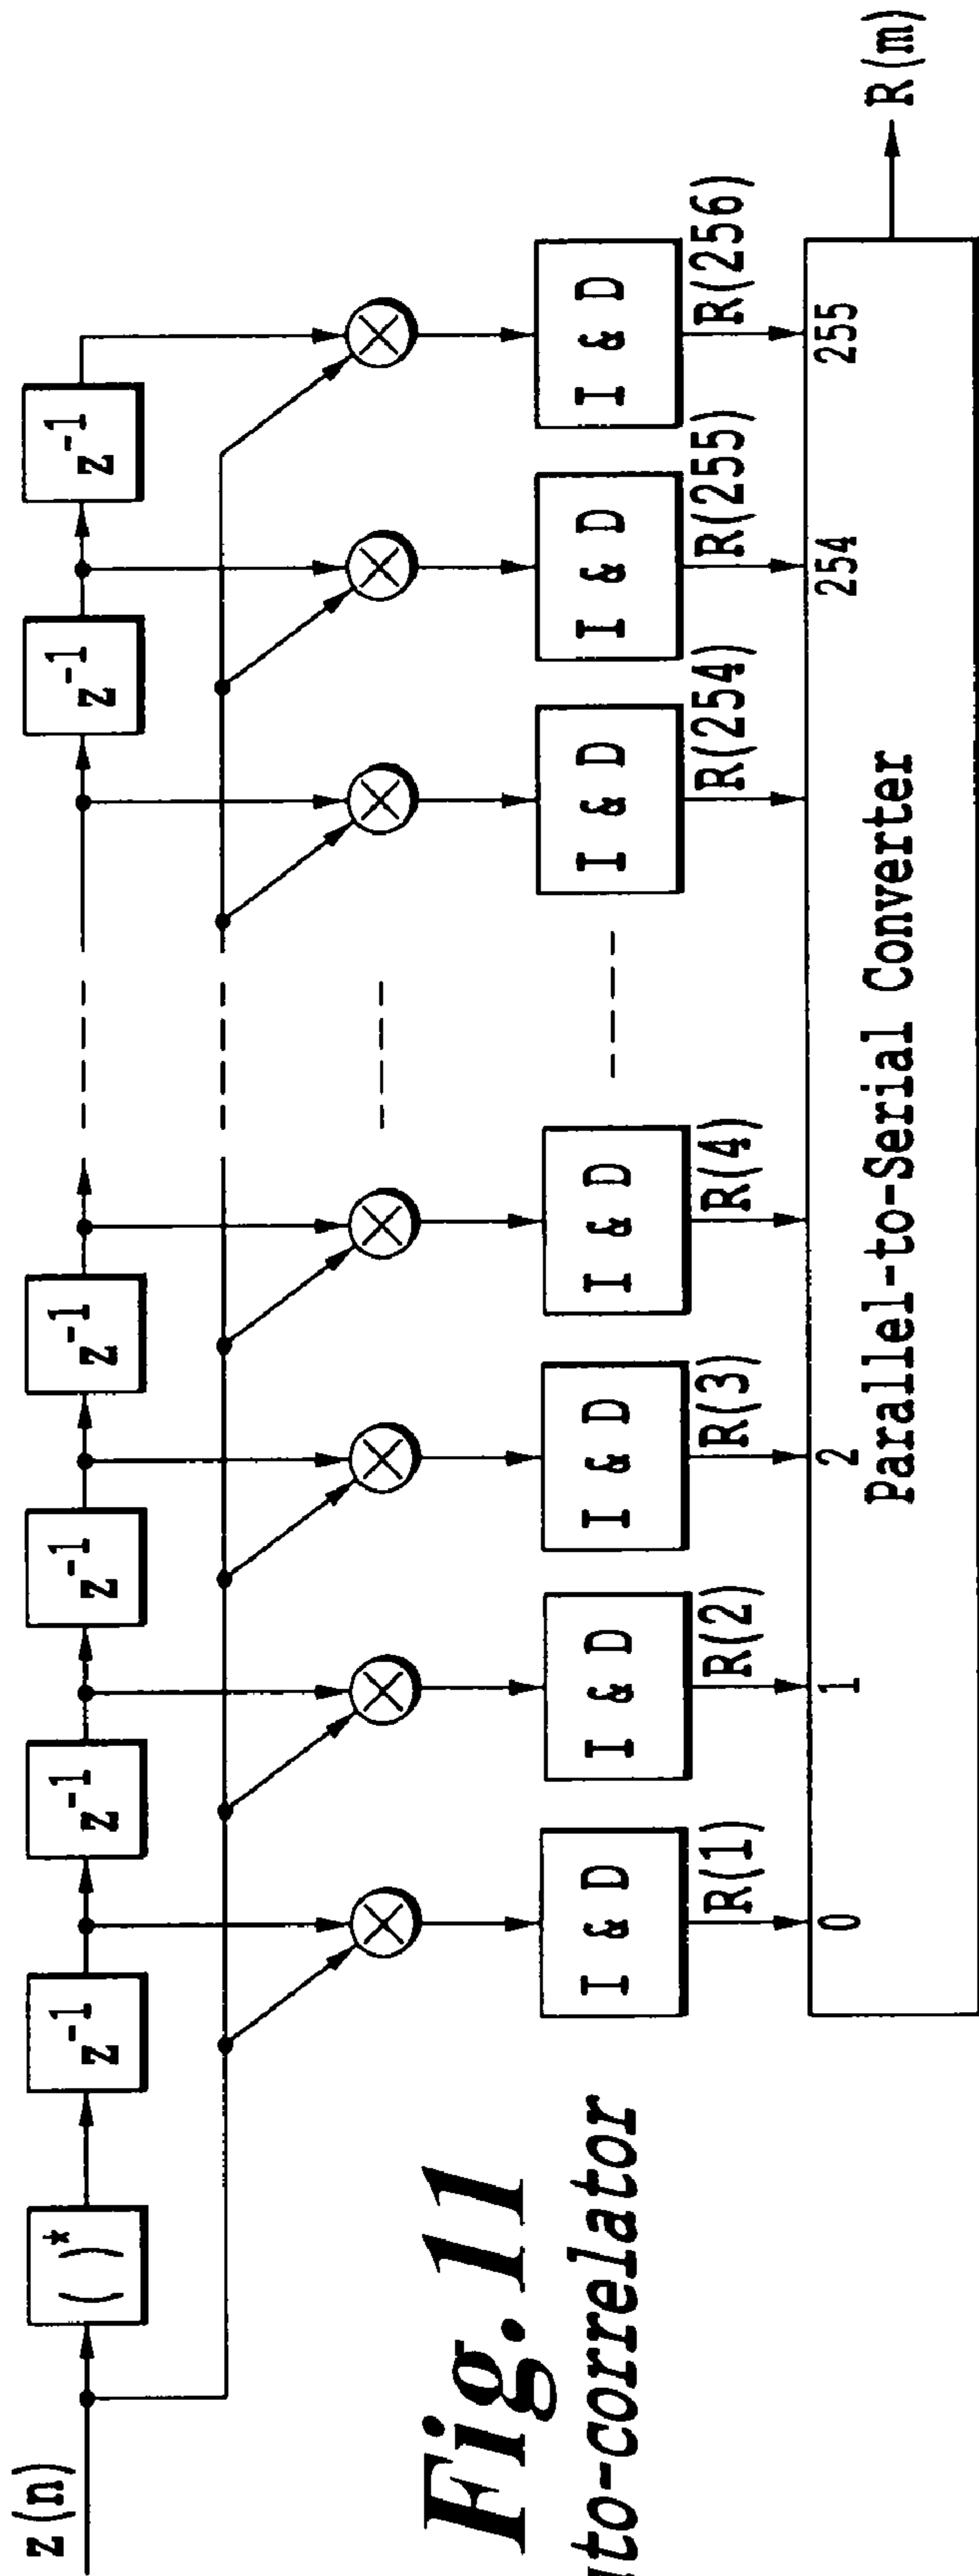 z(n)
( )*
z-1
z-1
z-1
z-1
z-1
z-1
I & D
I & D
I & D
I & D
I & D
I & D
I & D
R(1)
R(2)
R(3)
R(4)
R(254)
R(255)
R(256)
0
1
2
254
255
Parallel-to-Serial Converter
R(m)
Fig. 11
uto-correlator